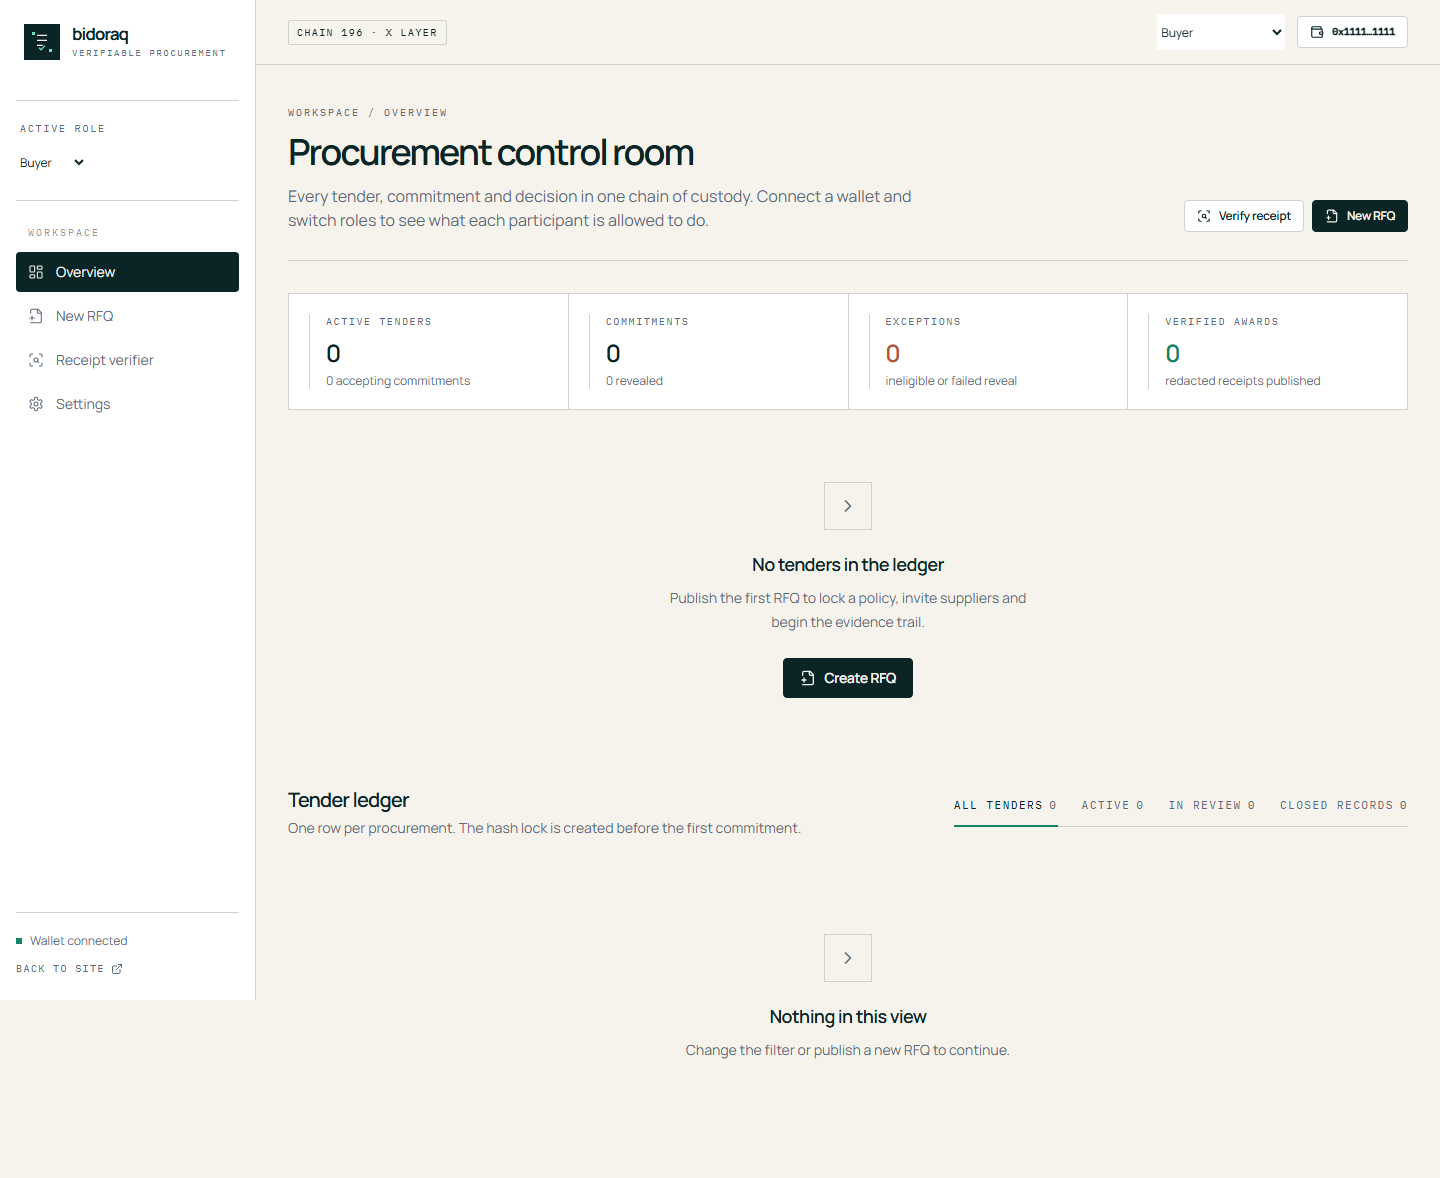 bidoraq
VERIFIABLE PROCUREMENT
ACTIVE ROLE
Buyer
WORKSPACE
Overview
New RFQ
Receipt verifier
Settings
Wallet connected
BACK TO SITE
CHAIN 196 · X LAYER
Buyer
0x1111…1111
WORKSPACE / OVERVIEW
Procurement control room
Every tender, commitment and decision in one chain of custody. Connect a wallet and
switch roles to see what each participant is allowed to do.
Verify receipt
New RFQ
ACTIVE TENDERS
0
0 accepting commitments
COMMITMENTS
0
0 revealed
EXCEPTIONS
0
ineligible or failed reveal
VERIFIED AWARDS
0
redacted receipts published
No tenders in the ledger
Publish the first RFQ to lock a policy, invite suppliers and
begin the evidence trail.
Create RFQ
Tender ledger
One row per procurement. The hash lock is created before the first commitment.
ALL TENDERS 0
ACTIVE 0
IN REVIEW 0
CLOSED RECORDS 0
Nothing in this view
Change the filter or publish a new RFQ to continue.